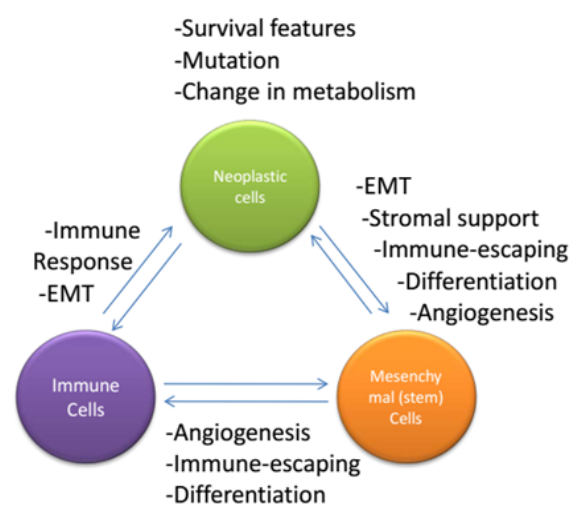 -Survival features
-Mutation
-Change in metabolism
Neoplastic
cells
-EMT
-Stromal support
-Immune-escaping
-Differentiation
-Angiogenesis
-Immune
Response
-EMT
Immune
Cells
Mesenchy
mal (stem)
Cells
-Angiogenesis
-Immune-escaping
-Differentiation